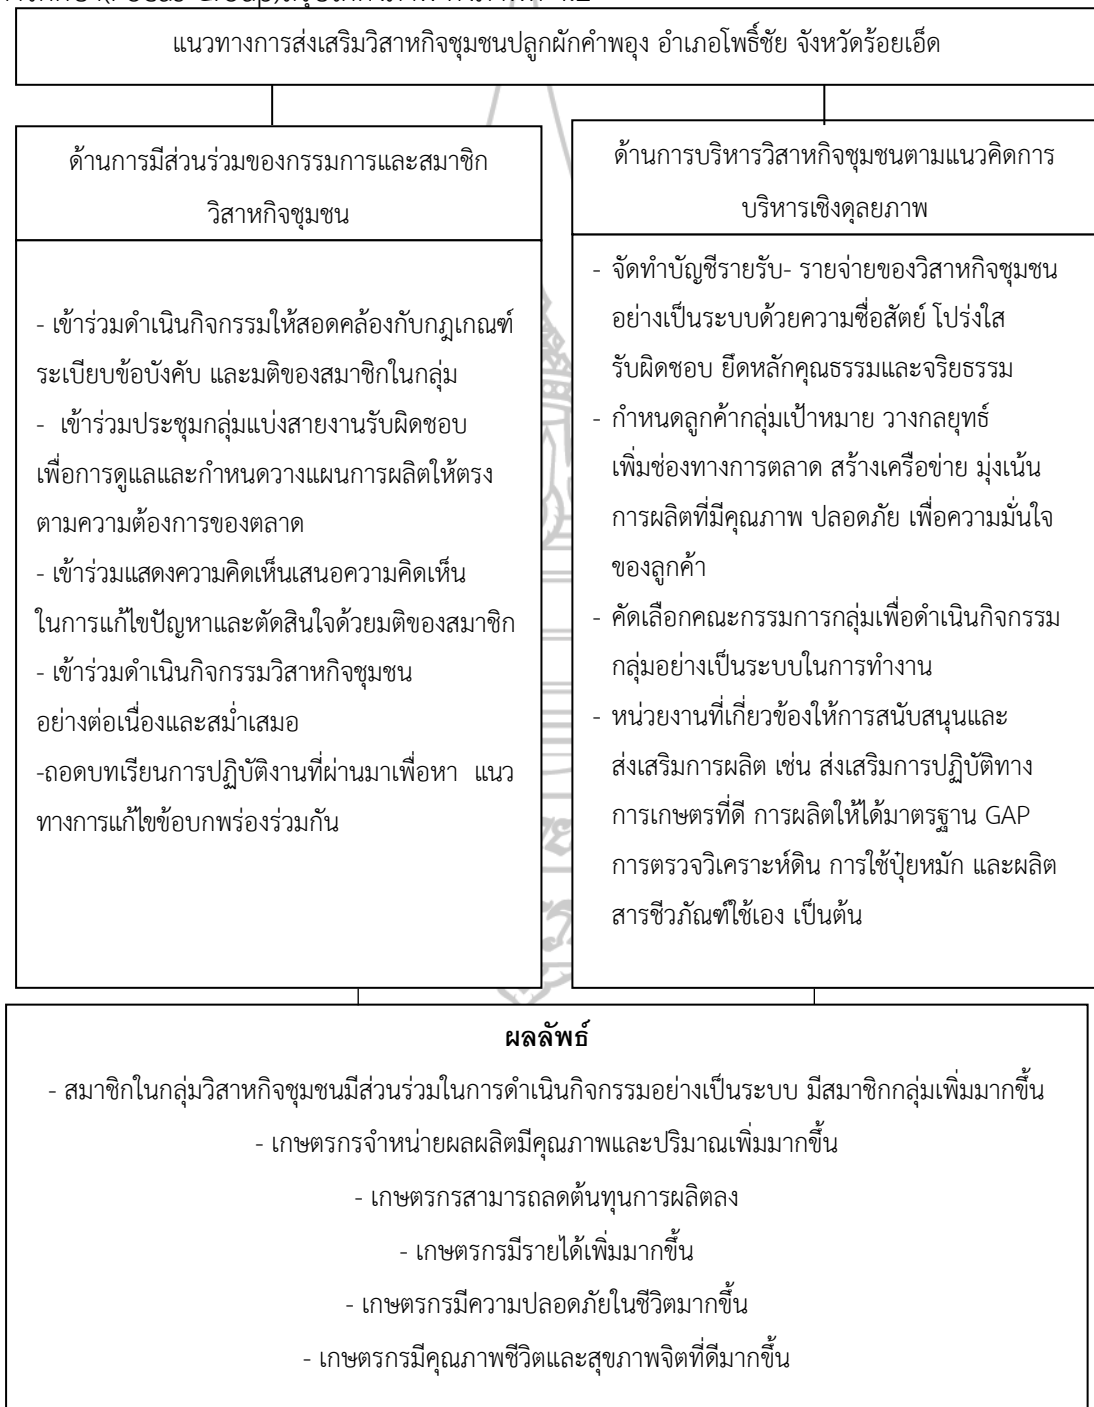 (Focus Group)
แนวทางการส่งเสริมวิสาหกิจชุมชนปลูกผักคำพอุง อำเภอโพธิ์ชัย จังหวัดร้อยเอ็ด
ด้านการมีส่วนร่วมของกรรมการและสมาชิก
วิสาหกิจชุมชน
- เข้าร่วมดำเนินกิจกรรมให้สอดคล้องกับกฎเกณฑ์
ระเบียบข้อบังคับ และมติของสมาชิกในกลุ่ม
- เข้าร่วมประชุมกลุ่มแบ่งสายงานรับผิดชอบ
เพื่อการดูแลและกำหนดวางแผนการผลิตให้ตรง
ตามความต้องการของตลาด
- เข้าร่วมแสดงความคิดเห็นเสนอความคิดเห็น
ในการแก้ไขปัญหาและตัดสินใจด้วยมติของสมาชิก
- เข้าร่วมดำเนินกิจกรรมวิสาหกิจชุมชน
อย่างต่อเนื่องและสม่ำเสมอ
-ถอดบทเรียนการปฏิบัติงานที่ผ่านมาเพื่อหา แนว
ทางการแก้ไขข้อบกพร่องร่วมกัน
ด้านการบริหารวิสาหกิจชุมชนตามแนวคิดการ
บริหารเชิงดุลยภาพ
- จัดทำบัญชีรายรับ- รายจ่ายของวิสาหกิจชุมชน
อย่างเป็นระบบด้วยความซื่อสัตย์ โปร่งใส
รับผิดชอบ ยึดหลักคุณธรรมและจริยธรรม
- กำหนดลูกค้ากลุ่มเป้าหมาย วางกลยุทธ์
เพิ่มช่องทางการตลาด สร้างเครือข่าย มุ่งเน้น
การผลิตที่มีคุณภาพ ปลอดภัย เพื่อความมั่นใจ
ของลูกค้า
- คัดเลือกคณะกรรมการกลุ่มเพื่อดำเนินกิจกรรม
กลุ่มอย่างเป็นระบบในการทำงาน
- หน่วยงานที่เกี่ยวข้องให้การสนับสนุนและ
ส่งเสริมการผลิต เช่น ส่งเสริมการปฏิบัติทาง
การเกษตรที่ดี การผลิตให้ได้มาตรฐาน GAP
การตรวจวิเคราะห์ดิน การใช้ปุ๋ยหมัก และผลิต
สารชีวภัณฑ์ใช้เอง เป็นต้น
ผลลัพธ์
- สมาชิกในกลุ่มวิสาหกิจชุมชนมีส่วนร่วมในการดำเนินกิจกรรมอย่างเป็นระบบ มีสมาชิกกลุ่มเพิ่มมากขึ้น
- เกษตรกรจำหน่ายผลผลิตมีคุณภาพและปริมาณเพิ่มมากขึ้น
- เกษตรกรสามารถลดต้นทุนการผลิตลง
- เกษตรกรมีรายได้เพิ่มมากขึ้น
- เกษตรกรมีความปลอดภัยในชีวิตมากขึ้น
- เกษตรกรมีคุณภาพชีวิตและสุขภาพจิตที่ดีมากขึ้น